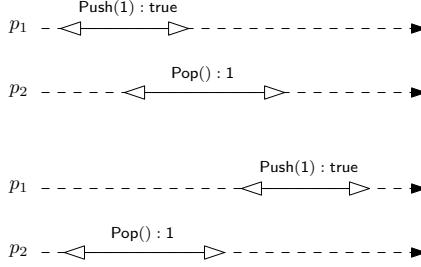 Push(1) : true
p1
Pop() : 1
p2
Push(1) : true
p1
Pop() : 1
p2